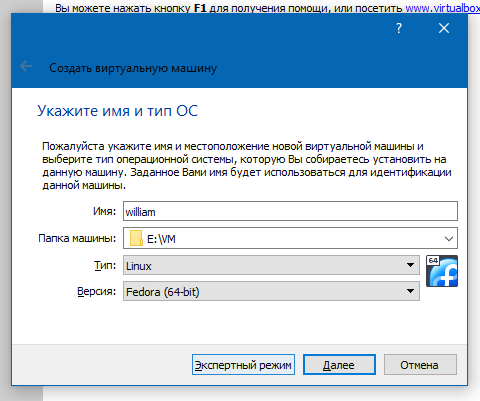 Вы можете нажать кнопку F1 для получения помощи, или посетить www.virtualbox
?
Создать виртуальную машину
Укажите имя и тип ОС
Пожалуйста укажите имя и местоположение новой виртуальной машины и
выберите тип операционной системы, которую Вы собираетесь установить на
данную машину. Заданное Вами имя будет использоваться для идентификации
данной машины.
Имя: william
Папка машины: E:\VM
Тип: Linux
64
Версия: Fedora (64-bit)
Экспертный режим Далее Отмена